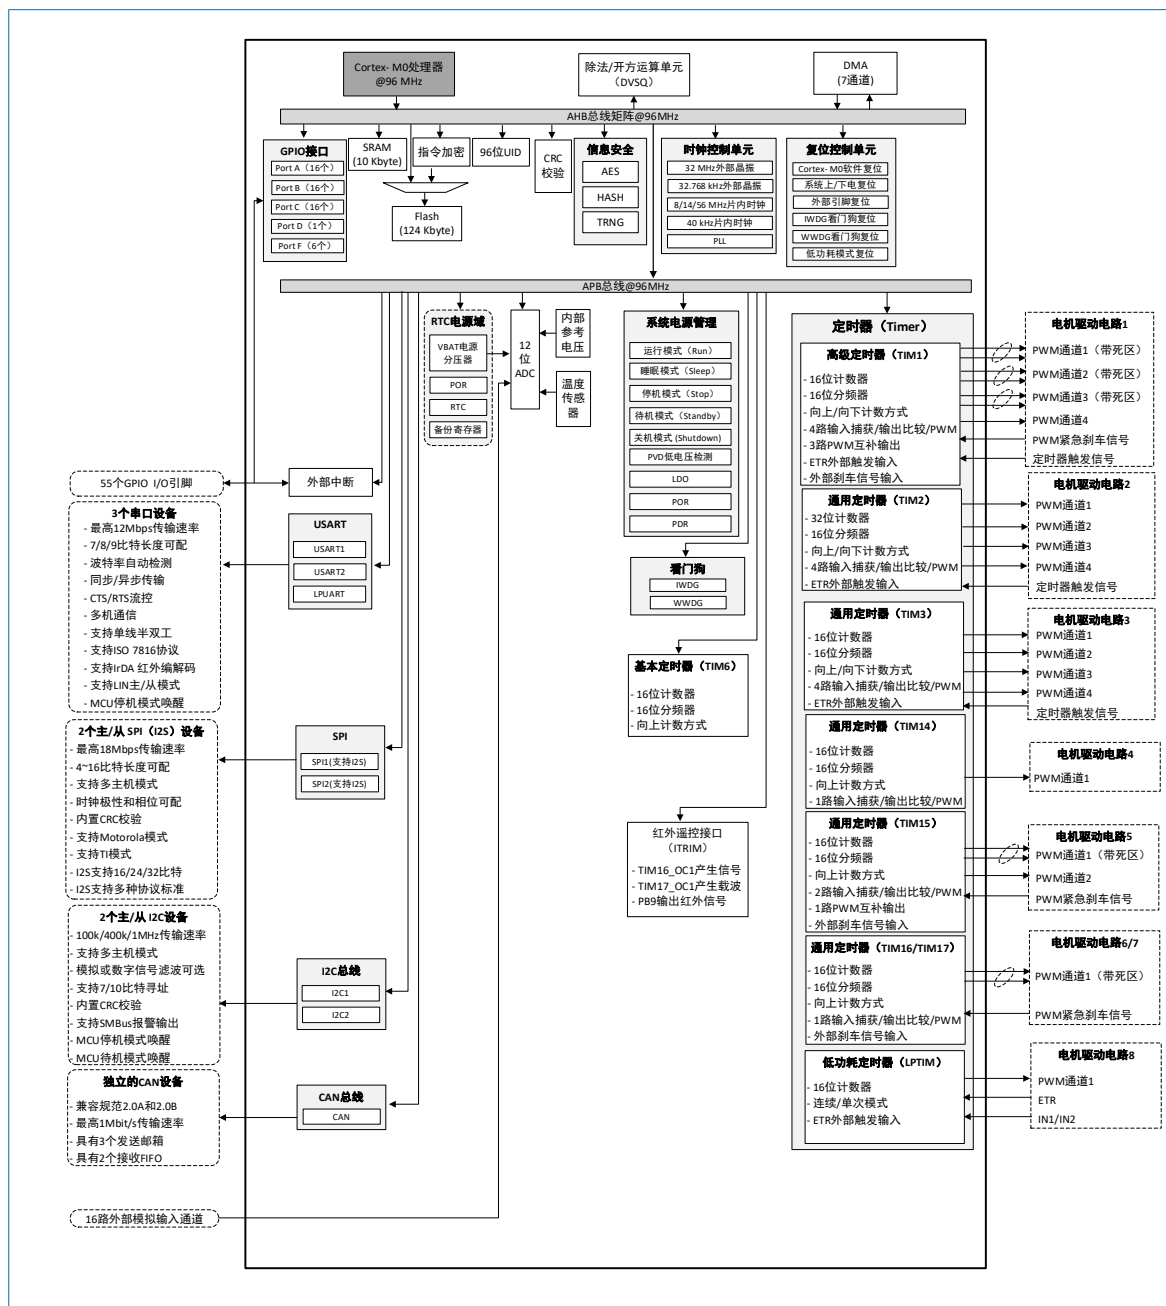 Cortex- M0处理器
@96 MHz
除法/开方运算单元
（DVSQ）
DMA
(7通道)
AHB总线矩阵@96MHz
GPIO接口
Port A（16个）
Port B（16个）
Port C（16个）
Port D（1个）
Port F（6个）
SRAM
(10 Kbyte)
指令加密
96位UID
CRC
校验
Flash
(124 Kbyte)
信息安全
AES
HASH
TRNG
时钟控制单元
32 MHz外部晶振
32.768 kHz外部晶振
8/14/56 MHz片内时钟
40 kHz片内时钟
PLL
复位控制单元
Cortex- M0软件复位
系统上/下电复位
外部引脚复位
IWDG看门狗复位
WWDG看门狗复位
低功耗模式复位
APB总线@96MHz
RTC电源域
VBAT电源
分压器
POR
RTC
备份寄存器
12
位
ADC
内部
参考
电压
温度
传感
器
系统电源管理
运行模式（Run）
睡眠模式（Sleep）
停机模式（Stop）
待机模式（Standby）
关机模式 (Shutdown）
PVD低电压检测
LDO
POR
PDR
看门狗
IWDG
WWDG
基本定时器（TIM6）
- 16位计数器
- 16位分频器
- 向上计数方式
红外遥控接口
（ITRIM）
- TIM16_OC1产生信号
- TIM17_OC1产生载波
- PB9输出红外信号
定时器（Timer）
高级定时器（TIM1）
- 16位计数器
- 16位分频器
- 向上/向下计数方式
- 4路输入捕获/输出比较/PWM
- 3路PWM互补输出
- ETR外部触发输入
- 外部刹车信号输入
通用定时器（TIM2）
- 32位计数器
- 16位分频器
- 向上/向下计数方式
- 4路输入捕获/输出比较/PWM
- ETR外部触发输入
通用定时器（TIM3）
- 16位计数器
- 16位分频器
- 向上/向下计数方式
- 4路输入捕获/输出比较/PWM
- ETR外部触发输入
通用定时器（TIM14）
- 16位计数器
- 16位分频器
- 向上计数方式
- 1路输入捕获/输出比较/PWM
通用定时器（TIM15）
- 16位计数器
- 16位分频器
- 向上计数方式
- 2路输入捕获/输出比较/PWM
- 1路PWM互补输出
- 外部刹车信号输入
通用定时器（TIM16/TIM17）
- 16位计数器
- 16位分频器
- 向上计数方式
- 1路输入捕获/输出比较/PWM
- 外部刹车信号输入
低功耗定时器（LPTIM）
- 16位计数器
- 连续/单次模式
- ETR外部触发输入
电机驱动电路1
PWM通道1（带死区）
PWM通道2（带死区）
PWM通道3（带死区）
PWM通道4
PWM紧急刹车信号
定时器触发信号
电机驱动电路2
PWM通道1
PWM通道2
PWM通道3
PWM通道4
定时器触发信号
电机驱动电路3
PWM通道1
PWM通道2
PWM通道3
PWM通道4
定时器触发信号
电机驱动电路4
PWM通道1
电机驱动电路5
PWM通道1（带死区）
PWM通道2
PWM紧急刹车信号
电机驱动电路6/7
PWM通道1（带死区）
PWM紧急刹车信号
电机驱动电路8
PWM通道1
ETR
IN1/IN2
55个GPIO I/O引脚
外部中断
3个串口设备
- 最高12Mbps传输速率
- 7/8/9比特长度可配
- 波特率自动检测
- 同步/异步传输
- CTS/RTS流控
- 多机通信
- 支持单线半双工
- 支持ISO 7816协议
- 支持IrDA 红外编解码
- 支持LIN主/从模式
- MCU停机模式唤醒
USART
USART1
USART2
LPUART
2个主/从 SPI（I2S）设备
- 最高18Mbps传输速率
- 4~16比特长度可配
- 支持多主机模式
- 时钟极性和相位可配
- 内置CRC校验
- 支持Motorola模式
- 支持TI模式
- I2S支持16/24/32比特
- I2S支持多种协议标准
SPI
SPI1(支持I2S)
SPI2(支持I2S)
2个主/从 I2C设备
- 100k/400k/1MHz传输速率
- 支持多主机模式
- 模拟或数字信号滤波可选
- 支持7/10比特寻址
- 内置CRC校验
- 支持SMBus报警输出
- MCU停机模式唤醒
- MCU待机模式唤醒
I2C总线
I2C1
I2C2
独立的CAN设备
- 兼容规范2.0A和2.0B
- 最高1Mbit/s传输速率
- 具有3个发送邮箱
- 具有2个接收FIFO
CAN总线
CAN
16路外部模拟输入通道